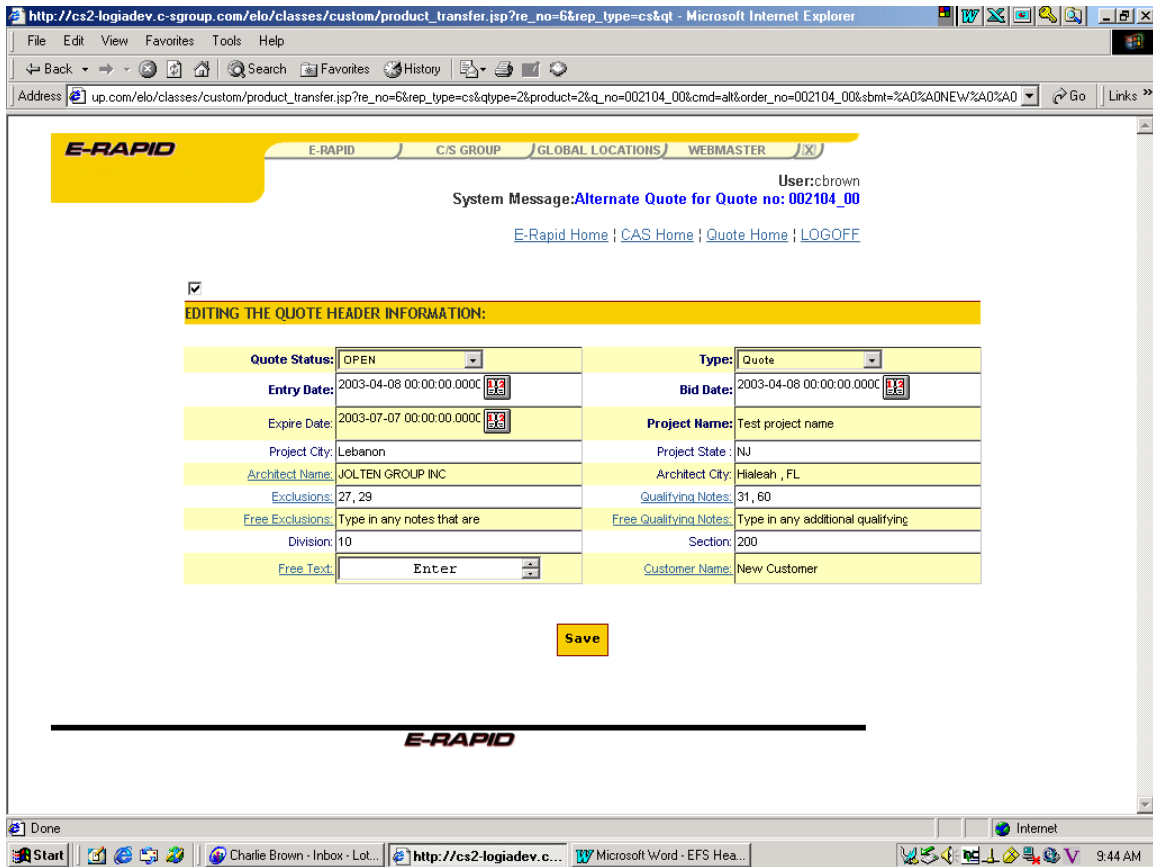 http://cs2-logiadev.c-sgroup.com/elo/classes/custom/product_transfer.jsp?re_no=6&rep_type=cs&qt - Microsoft Internet Explorer
File Edit View Favorites Tools Help
Back Search Favorites History
Address up.com/elo/classes/custom/product_transfer.jsp?re_no=6&rep_type=cs&qtype=2&product=2&q_no=002104_00&cmd=alt&order_no=002104_00&sbmt=%A0%A0NEW%A0%A0 Go Links »
E-RAPID E-RAPID C/S GROUP GLOBAL LOCATIONS WEBMASTER X
User:cbrown
System Message:Alternate Quote for Quote no: 002104_00
E-Rapid Home ¦ CAS Home ¦ Quote Home ¦ LOGOFF
EDITING THE QUOTE HEADER INFORMATION:
Quote Status: OPEN Type: Quote
Entry Date: 2003-04-08 00:00:00.000 Bid Date: 2003-04-08 00:00:00.000
Expire Date: 2003-07-07 00:00:00.000 Project Name: Test project name
Project City: Lebanon Project State : NJ
Architect Name: JOLTEN GROUP INC Architect City: Hialeah , FL
Exclusions: 27, 29 Qualifying Notes: 31, 60
Free Exclusions: Type in any notes that are Free Qualifying Notes: Type in any additional qualifying
Division: 10 Section: 200
Free Text: Enter Customer Name: New Customer
Save
E-RAPID
Done Internet
Start Charlie Brown - Inbox - Lot... http://cs2-logiadev.c... Microsoft Word - EFS Hea... 9:44 AM